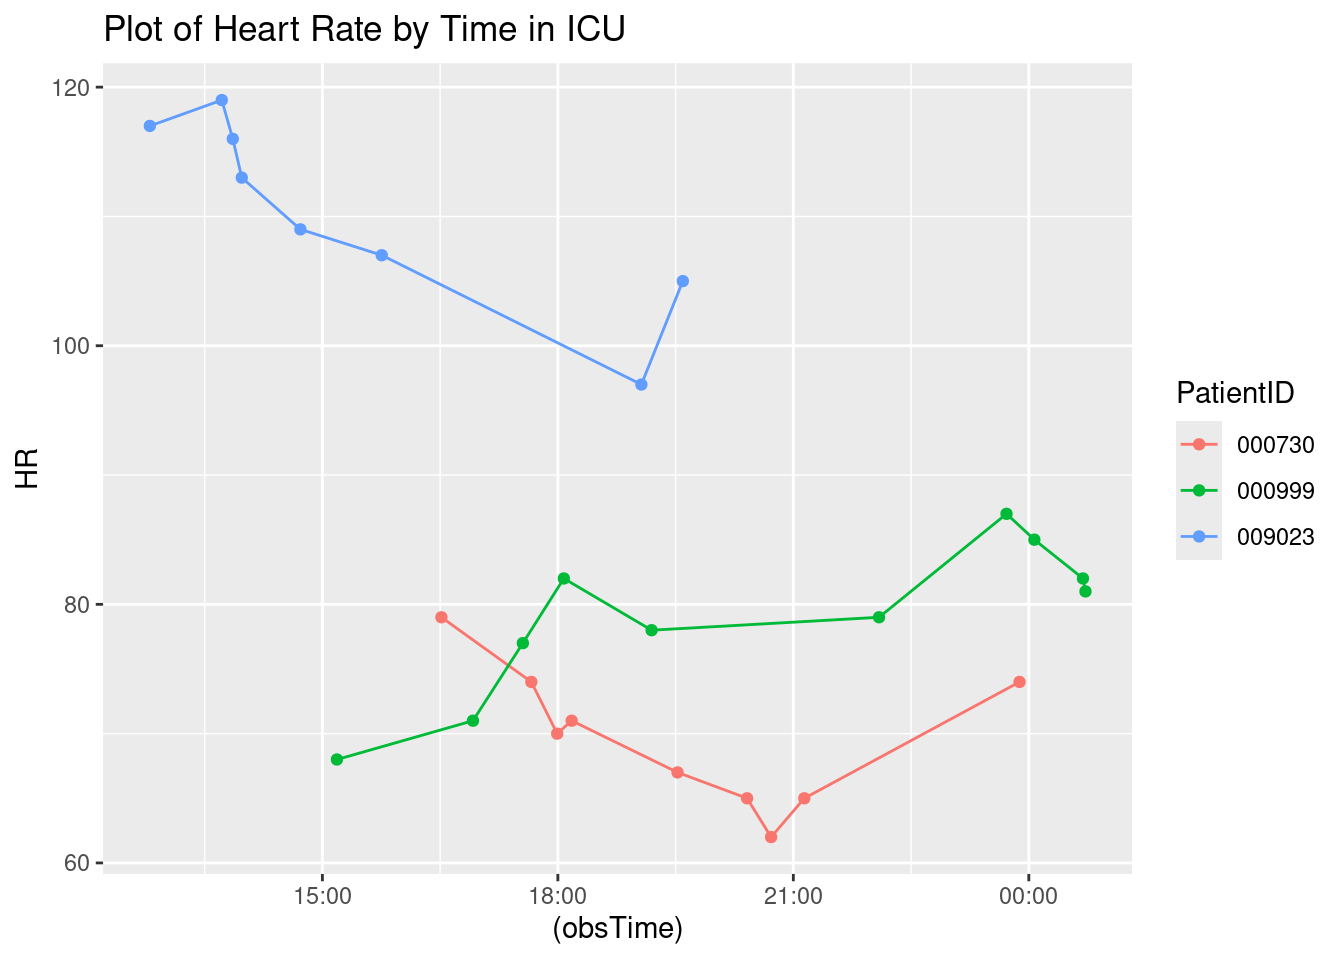 Plot of Heart Rate by Time in ICU
120
100
80
60
HR
15:00 18:00 21:00 00:00
(obsTime)
PatientID
000730
000999
009023